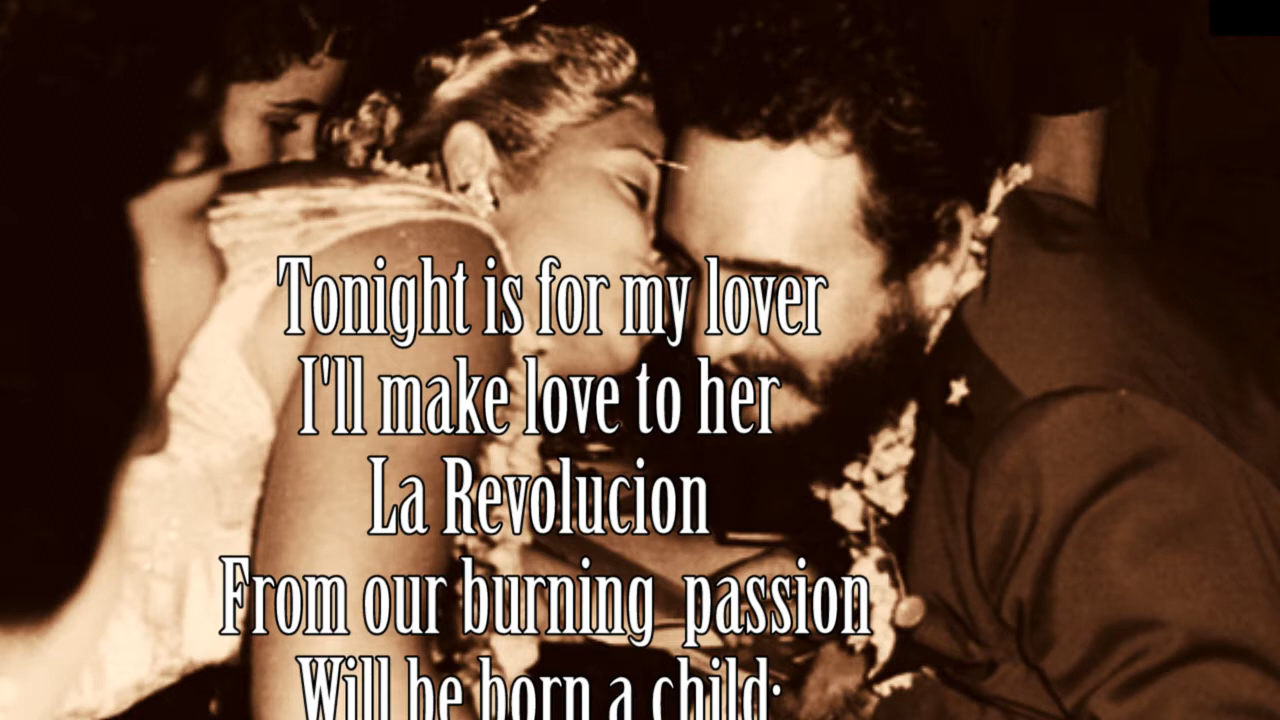 Tonight is for my lover
I'll make love to her
La Revolucion
From our burning passion
Will be born a child: